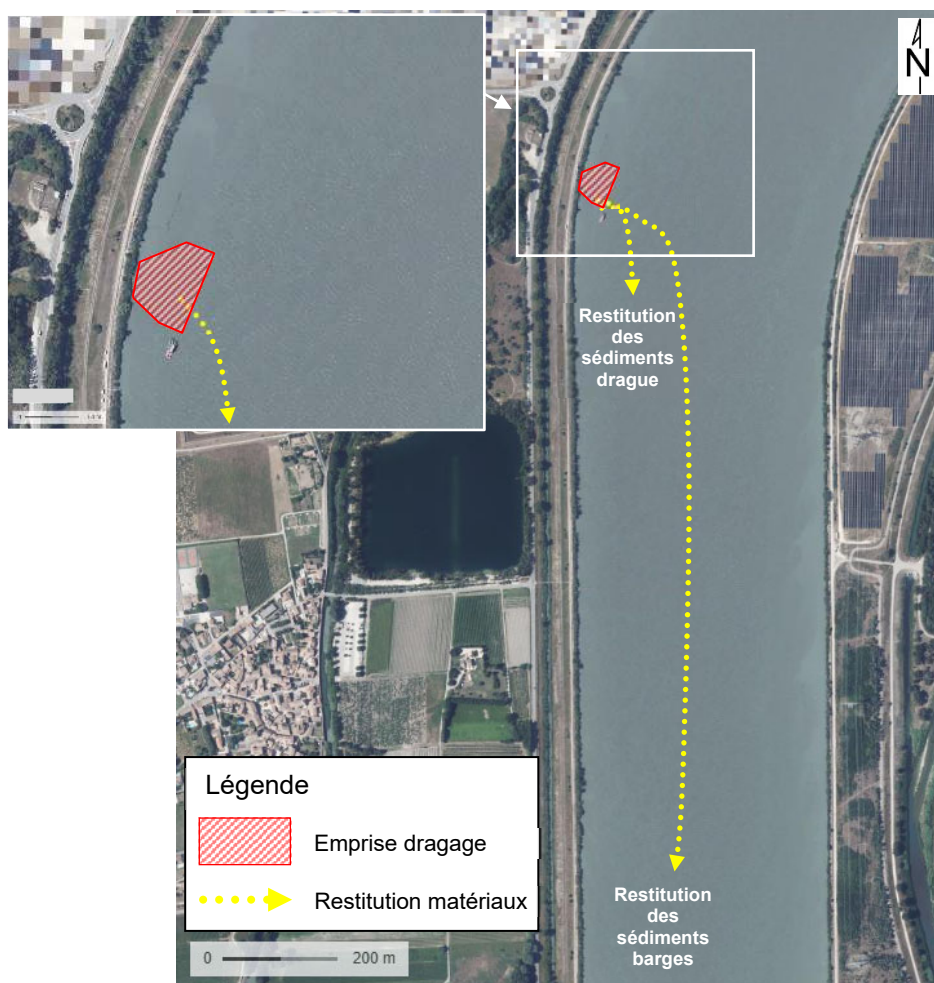 N
Restitution
des
sédiments
drague
Légende
Emprise dragage
Restitution matériaux
Restitution
des
sédiments
barges
0 200 m